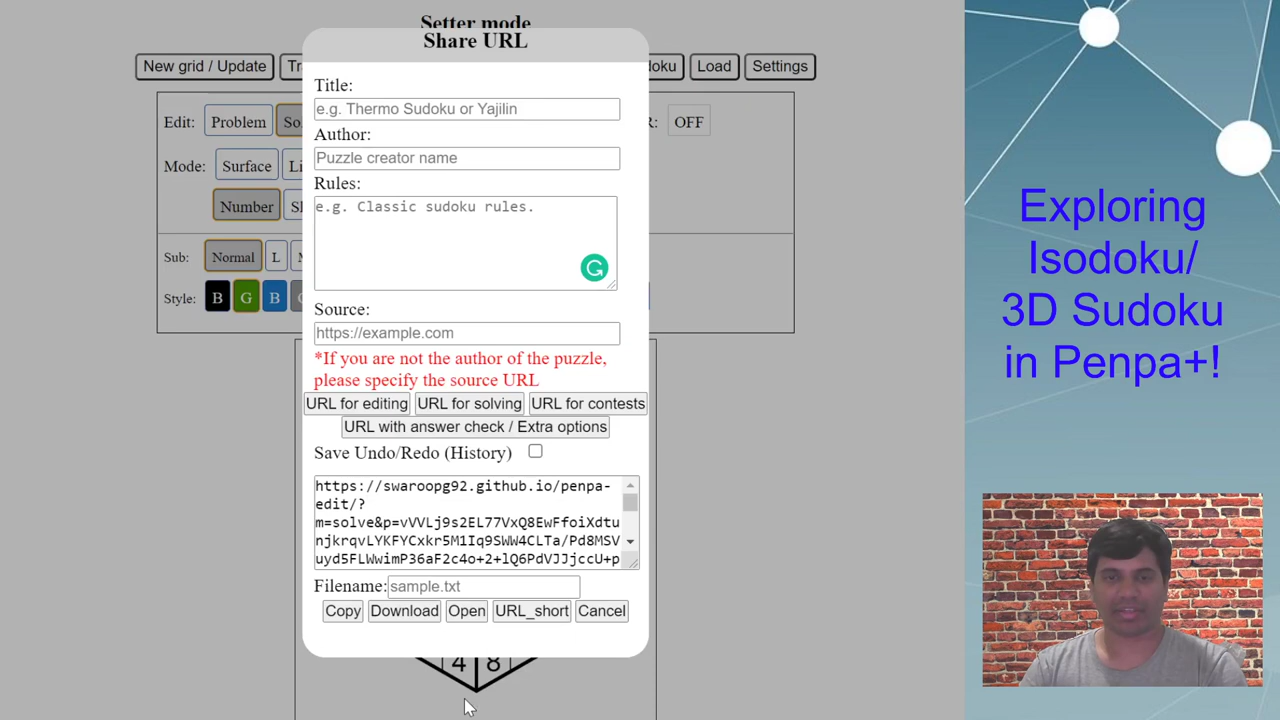 Setter mode
Share URL
New grid / Update
Load
Settings
Title:
e.g. Thermo Sudoku or Yajilin
Edit:
Problem
OFF
Author:
Puzzle creator name
Mode:
Surface
Rules:
e.g. Classic sudoku rules.
Number
Sub:
Normal
L
Style:
B
G
B
G
Source:
https://example.com
*If you are not the author of the puzzle,
please specify the source URL
URL for editing
URL for solving
URL for contests
URL with answer check / Extra options
Save Undo/Redo (History)
https://swaroopg92.github.io/penpa-
edit/?
m=solve&p=vVVLj9s2EL77VxQ8EwFfoiXdtu
njkrqvLYKFYCxkr5M1Iq9SWW4CLTa/Pd8MSV
uyd5FLWwimP36aF2c4o+2+lQ6PdVJJjccU+p
Filename:
sample.txt
Copy
Download
Open
URL_short
Cancel
4 8
Exploring
Isodoku/
3D Sudoku
in Penpa+!